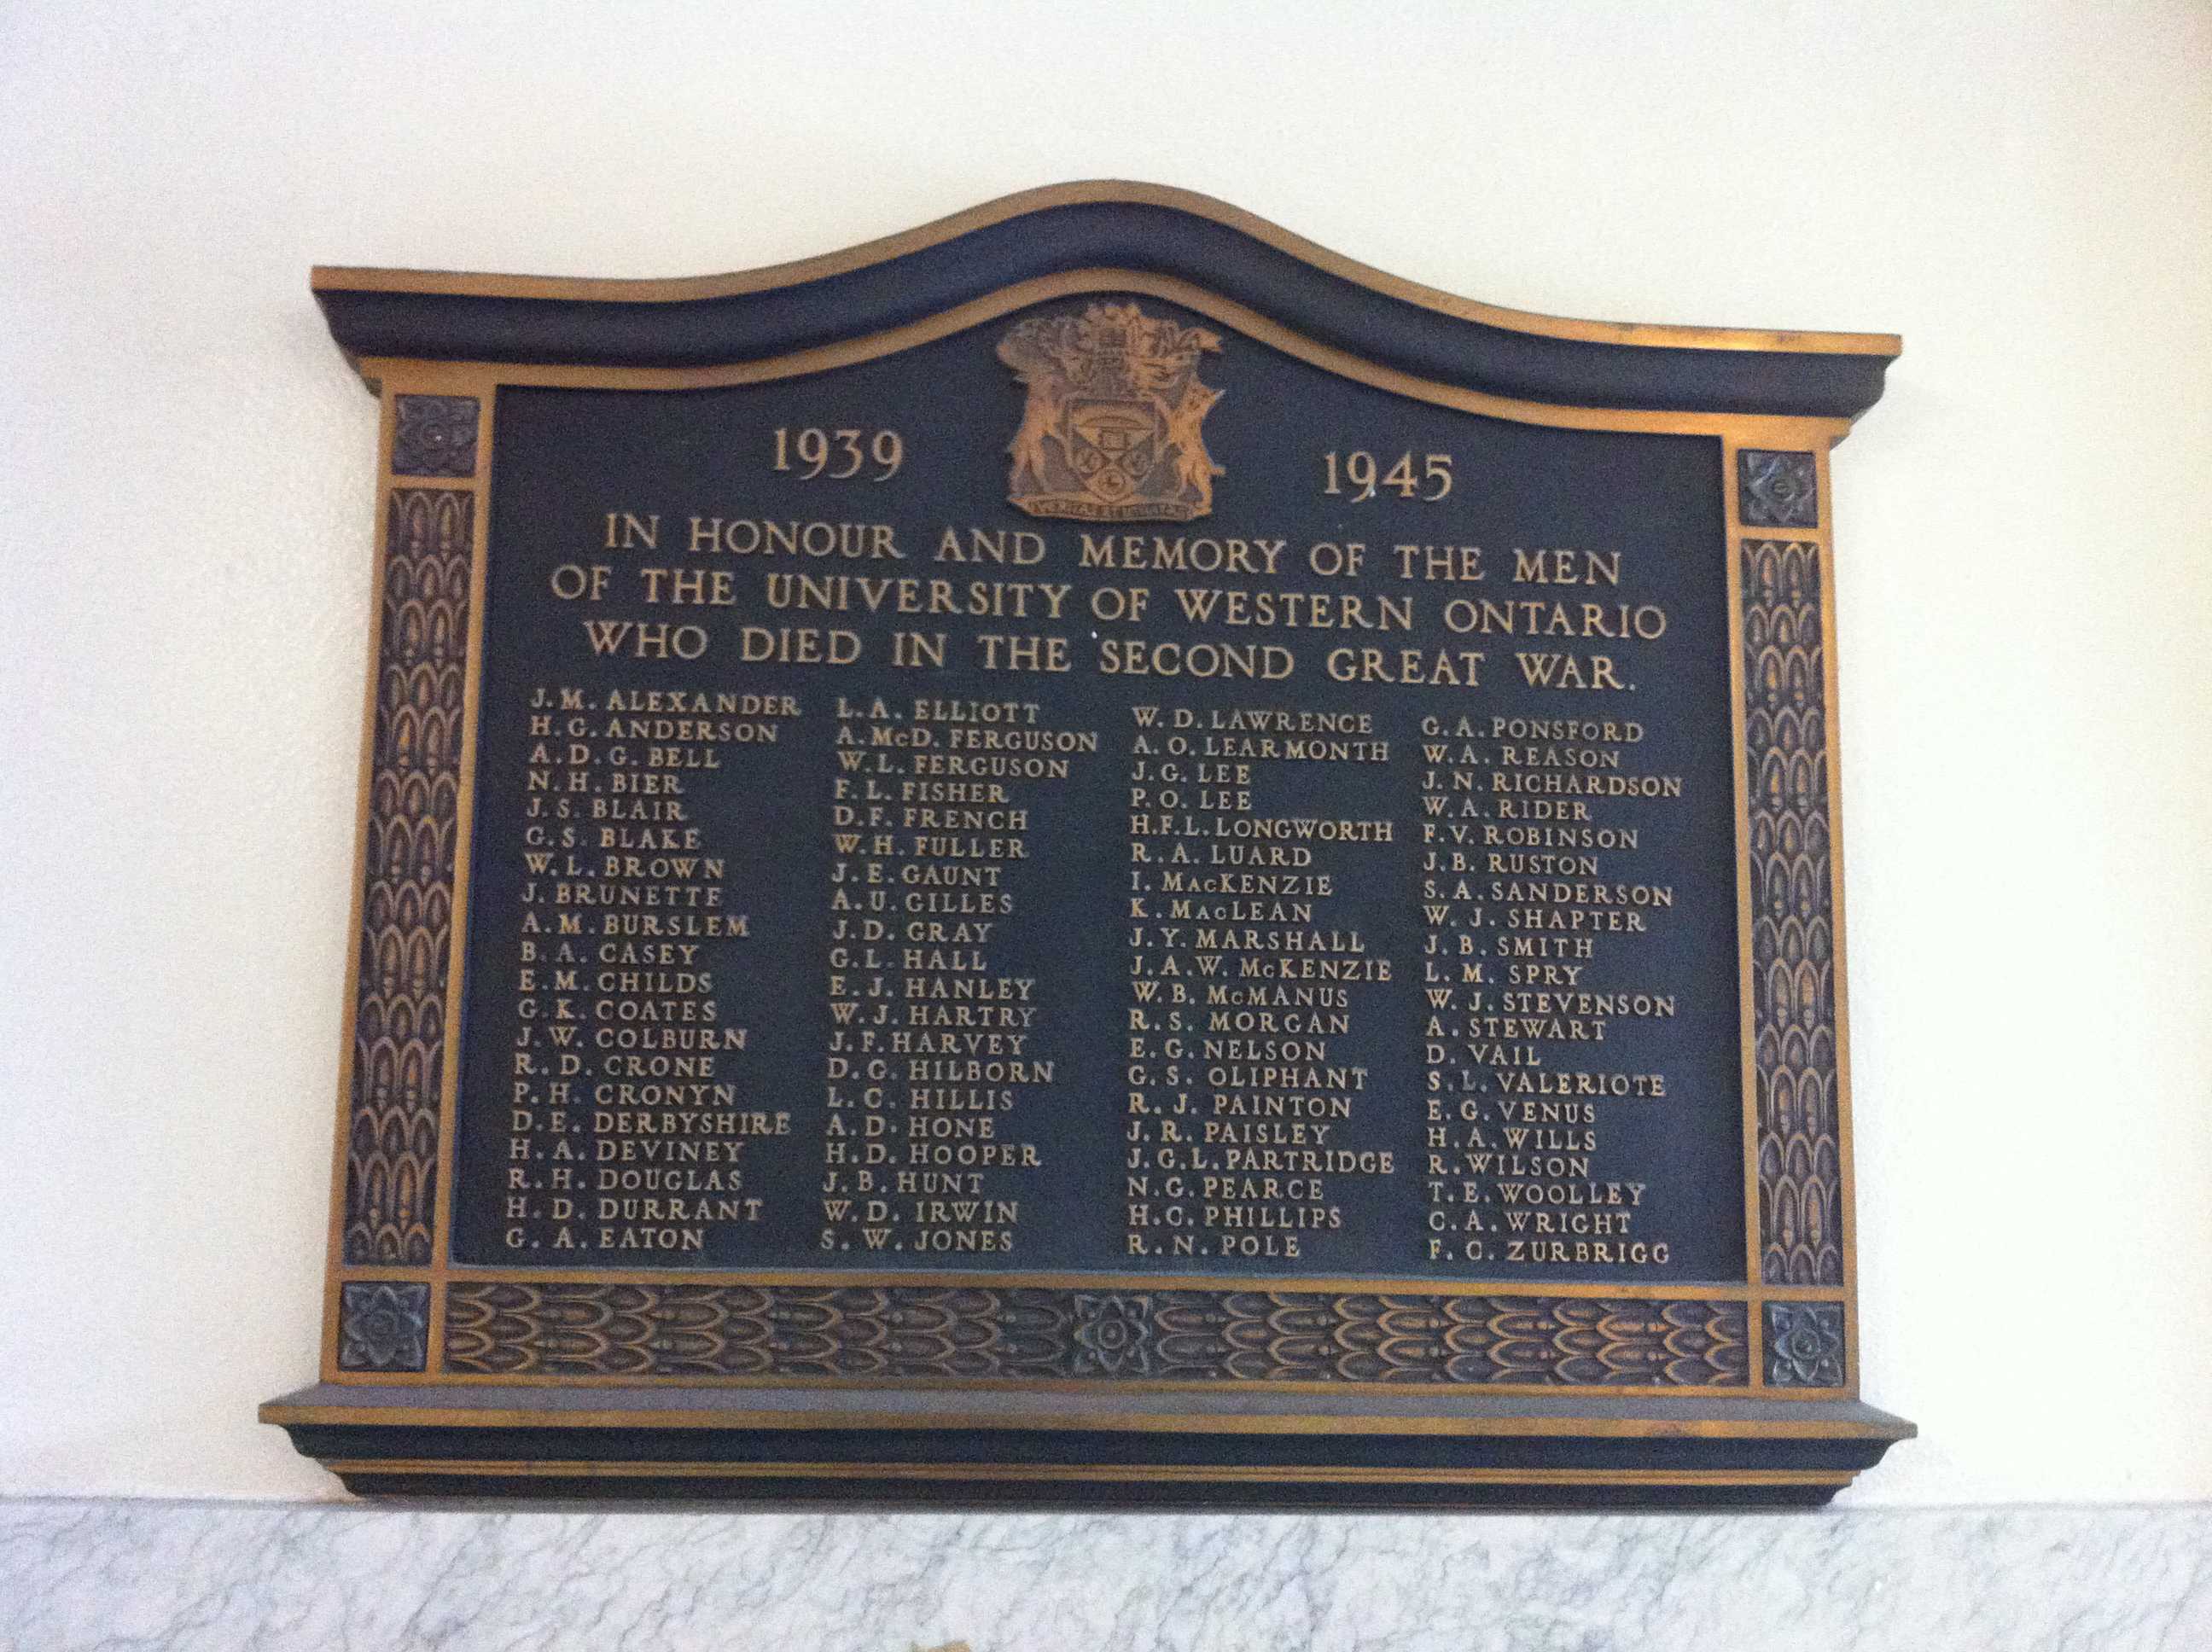 1939 1945
IN HONOUR AND MEMORY OF THE MEN
OF THE UNIVERSITY OF WESTERN ONTARIO
WHO DIED IN THE SECOND GREAT WAR.
J. M. ALEXANDER
H. G. ANDERSON
A. D. G. BELL
N. H. BIER
J. S. BLAIR
G. S. BLAKE
W. L. BROWN
J. BRUNETTE
A. M. BURSLEM
B. A. CASEY
E. M. CHILDS
G. K. COATES
J. W. COLBURN
R. D. CRONE
P. H. CRONYN
D. E. DERBYSHIRE
H. A. DEVINEY
R. H. DOUGLAS
H. D. DURRANT
G. A. EATON
L. A. ELLIOTT
A. McD. FERGUSON
W. L. FERGUSON
F. L. FISHER
D. F. FRENCH
W. H. FULLER
J. E. GAUNT
A. U. GILLES
J. D. GRAY
G. L. HALL
E. J. HANLEY
W. J. HARTRY
J. F. HARVEY
D. G. HILBORN
L. C. HILLIS
A. D. HONE
H. D. HOOPER
J. B. HUNT
W. D. IRWIN
S. W. JONES
W. D. LAWRENCE
A. O. LEARMONTH
J. G. LEE
P. O. LEE
H. F. L. LONGWORTH
R. A. LUARD
I. MacKENZIE
K. MacLEAN
J. Y. MARSHALL
J. A. W. McKENZIE
W. B. McMANUS
R. S. MORGAN
E. G. NELSON
G. S. OLIPHANT
R. J. PAINTON
J. R. PAISLEY
J. G. L. PARTRIDGE
N. G. PEARCE
H. C. PHILLIPS
R. N. POLE
G. A. PONSFORD
W. A. REASON
J. N. RICHARDSON
W. A. RIDER
F. V. ROBINSON
J. B. RUSTON
S. A. SANDERSON
W. J. SHAPTER
J. B. SMITH
L. M. SPRY
W. J. STEVENSON
A. STEWART
D. VAIL
S. L. VALERIOTE
E. G. VENUS
H. A. WILLS
R. WILSON
T. E. WOOLLEY
C. A. WRIGHT
F. C. ZURBRIGG